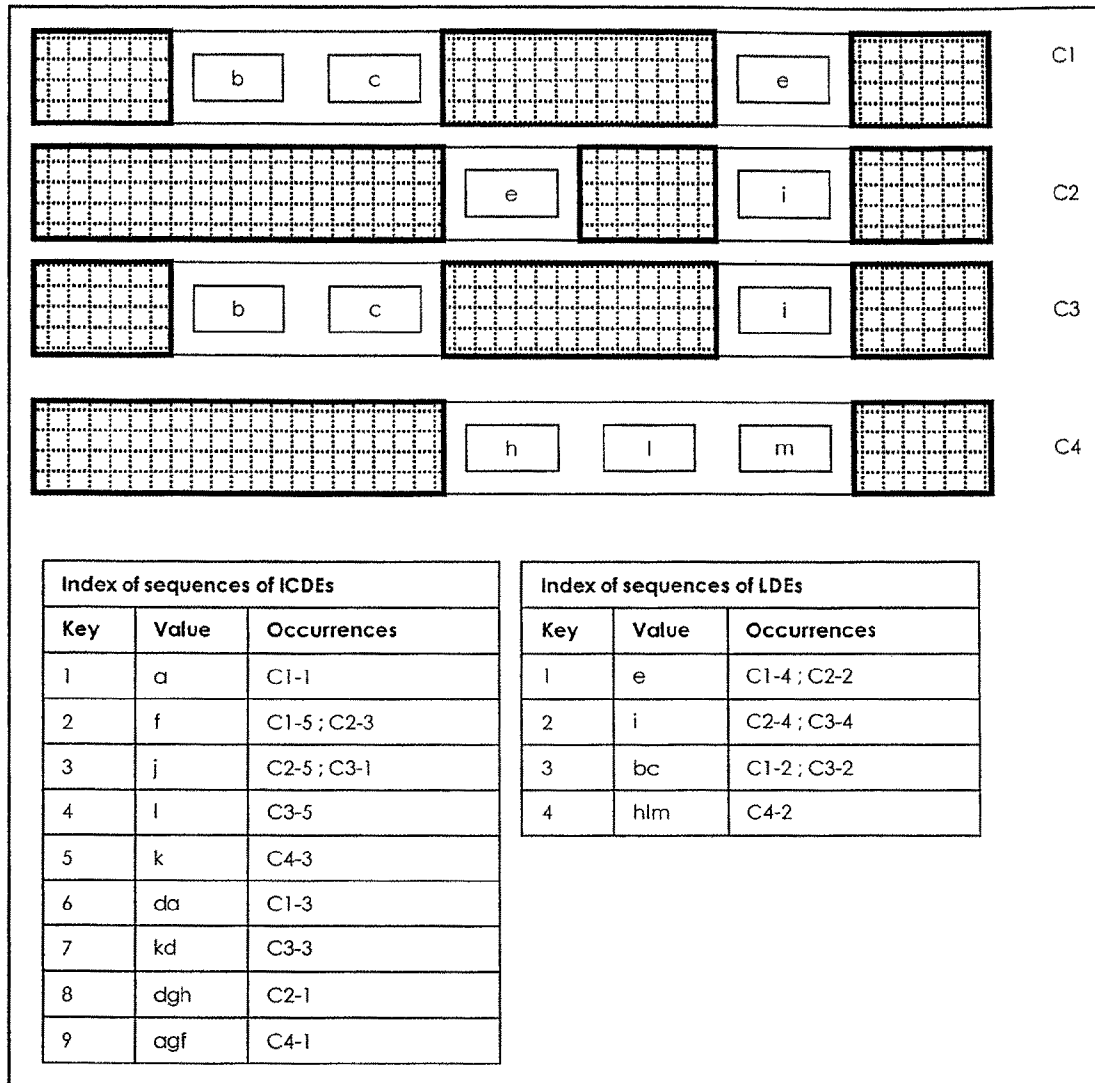 b c e C1
e i C2
b c i C3
h l m C4
Index of sequences of ICDEs
Key Value Occurrences
1 a C1-1
2 f C1-5 ; C2-3
3 j C2-5 ; C3-1
4 l C3-5
5 k C4-3
6 da C1-3
7 kd C3-3
8 dgh C2-1
9 agf C4-1
Index of sequences of LDEs
Key Value Occurrences
1 e C1-4 ; C2-2
2 i C2-4 ; C3-4
3 bc C1-2 ; C3-2
4 hlm C4-2